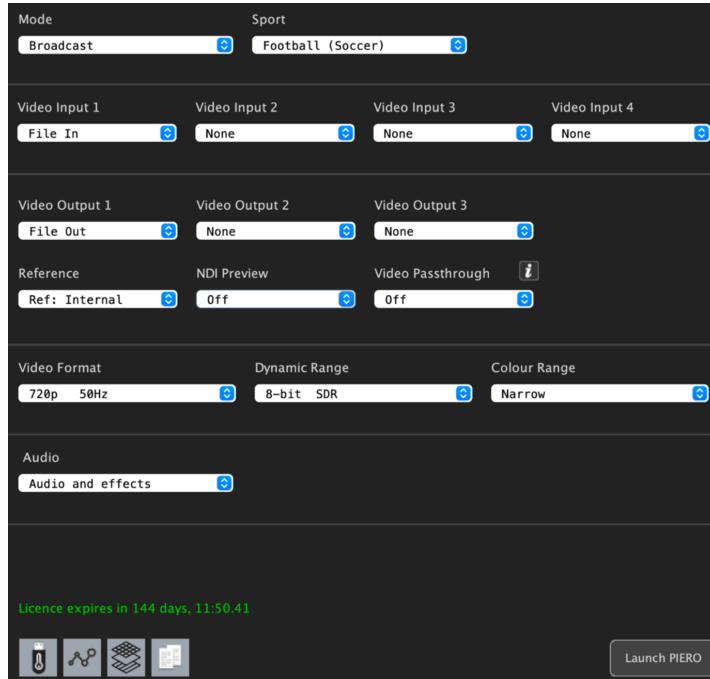 Mode Sport
Broadcast Football (Soccer)
Video Input 1 Video Input 2 Video Input 3 Video Input 4
File In None None None
Video Output 1 Video Output 2 Video Output 3
File Out None None
Reference NDI Preview Video Passthrough i
Ref: Internal Off Off
Video Format Dynamic Range Colour Range
720p 50Hz 8-bit SDR Narrow
Audio
Audio and effects
Licence expires in 144 days, 11:50.41
Launch PIERO